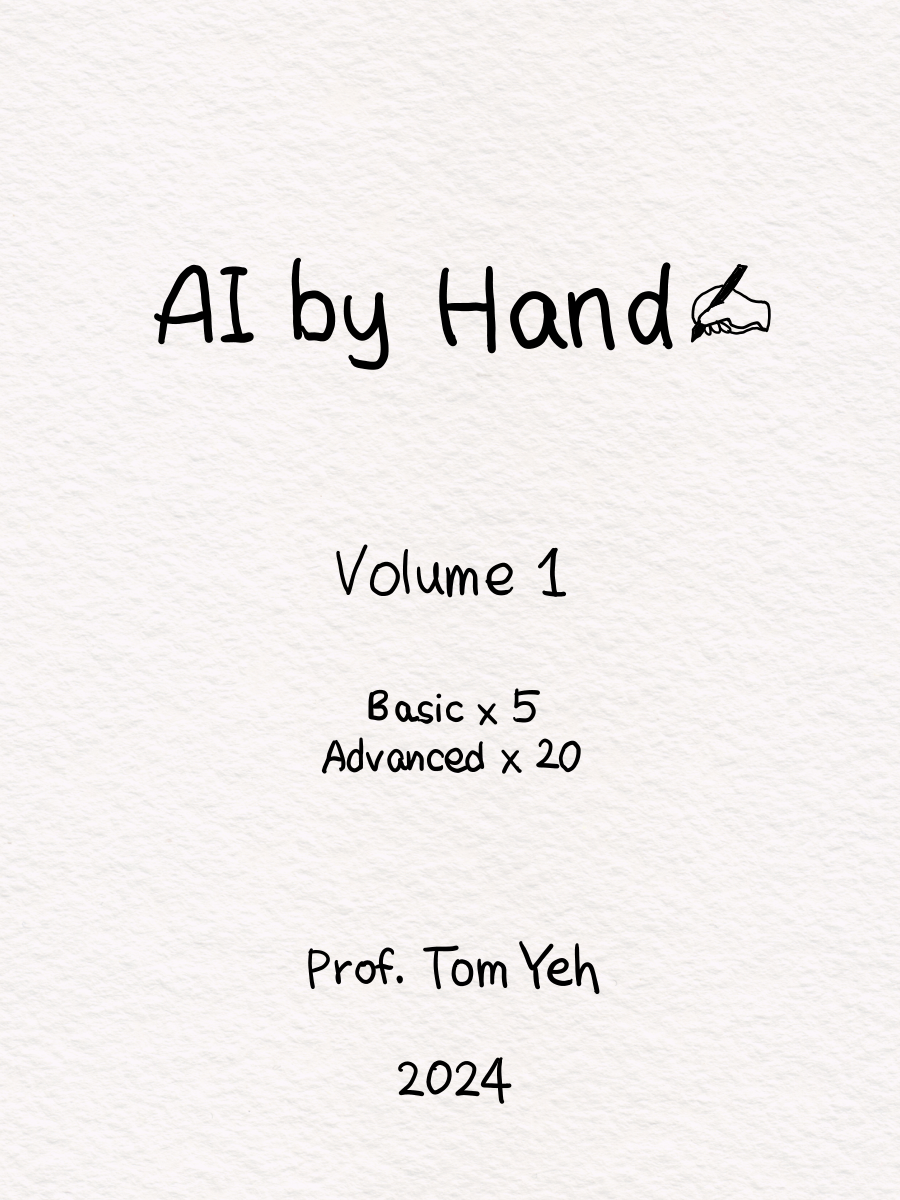 AI by Hand
Volume 1
Basic x 5
Advanced x 20
Prof. Tom Yeh
2024